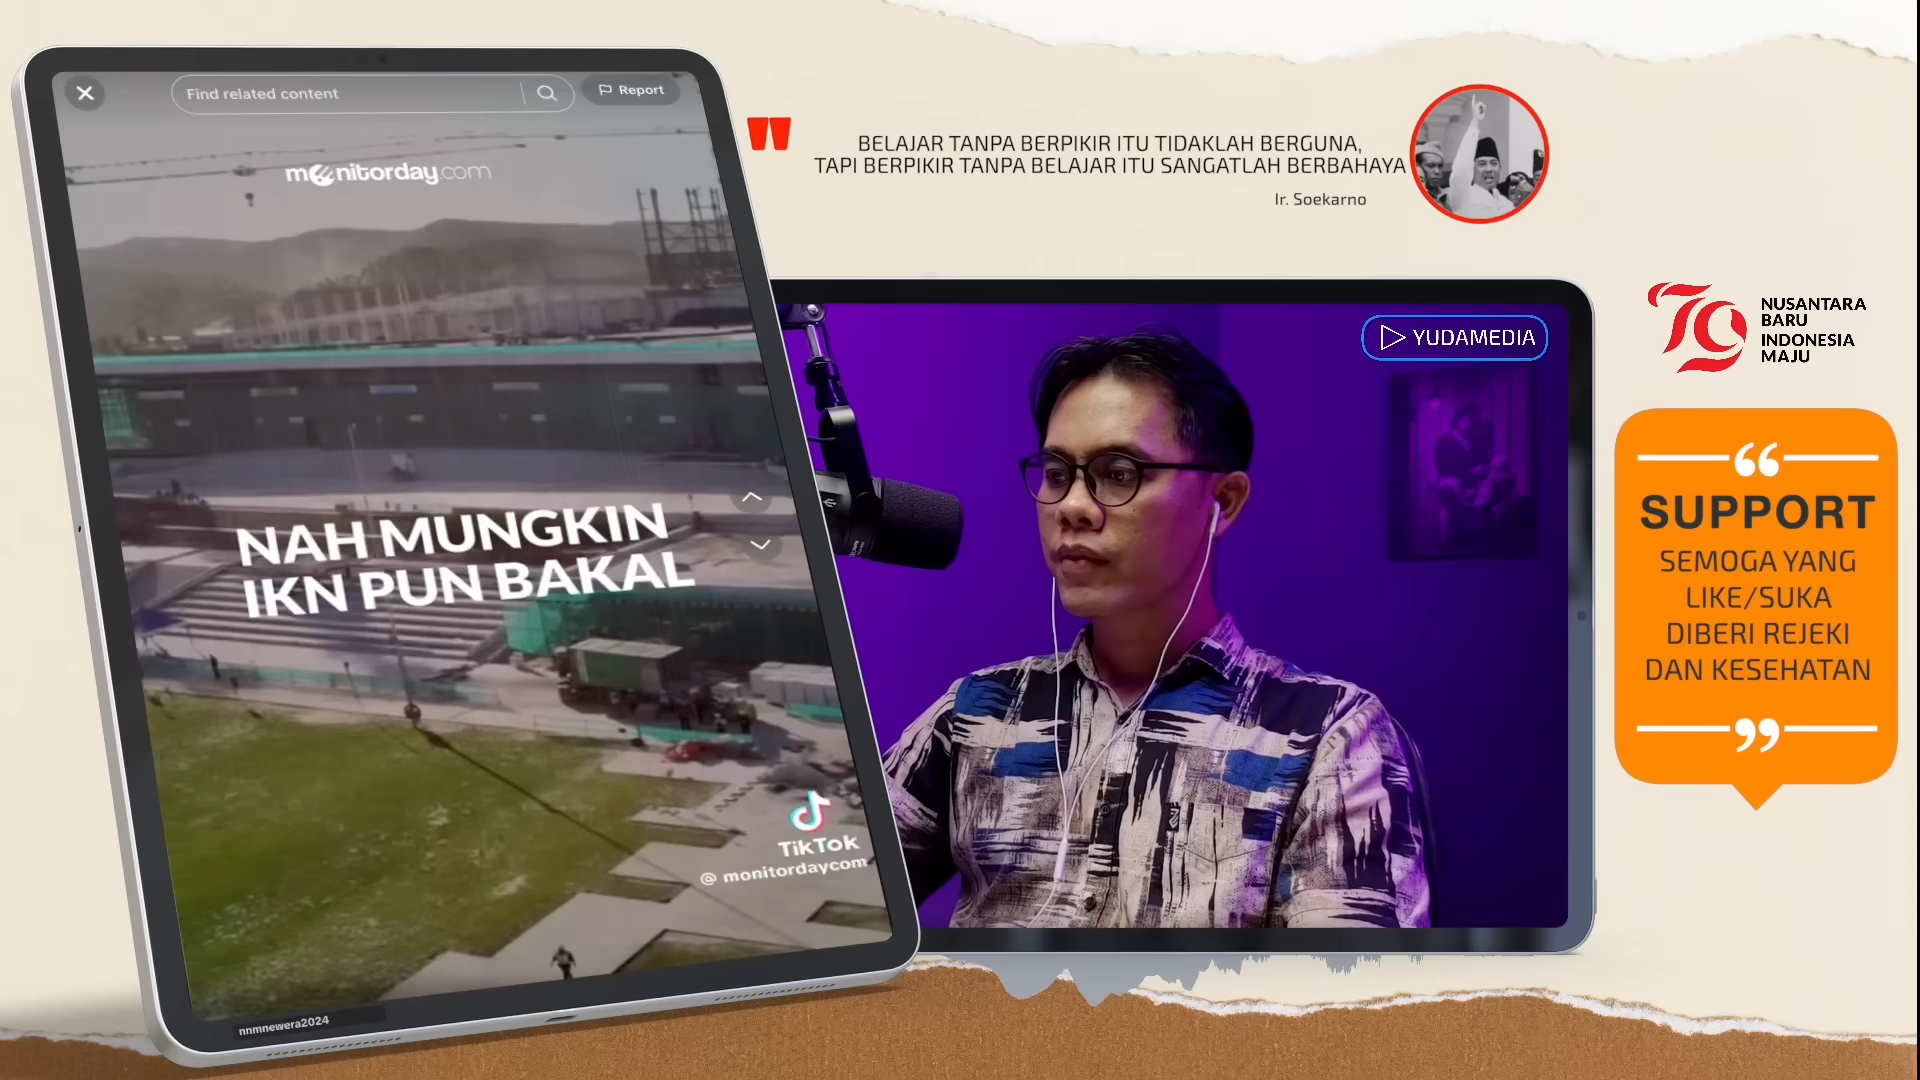 Find related content
Report
monitorday.com
NAH MUNGKIN
IKN PUN BAKAL
TikTok
@ monitordaycom
nnmnewera2024
BELAJAR TANPA BERPIKIR ITU TIDAKLAH BERGUNA,
TAPI BERPIKIR TANPA BELAJAR ITU SANGATLAH BERBAHAYA
Ir. Soekarno
YUDAMEDIA
79
NUSANTARA
BARU
INDONESIA
MAJU
SUPPORT
SEMOGA YANG
LIKE/SUKA
DIBERI REJEKI
DAN KESEHATAN